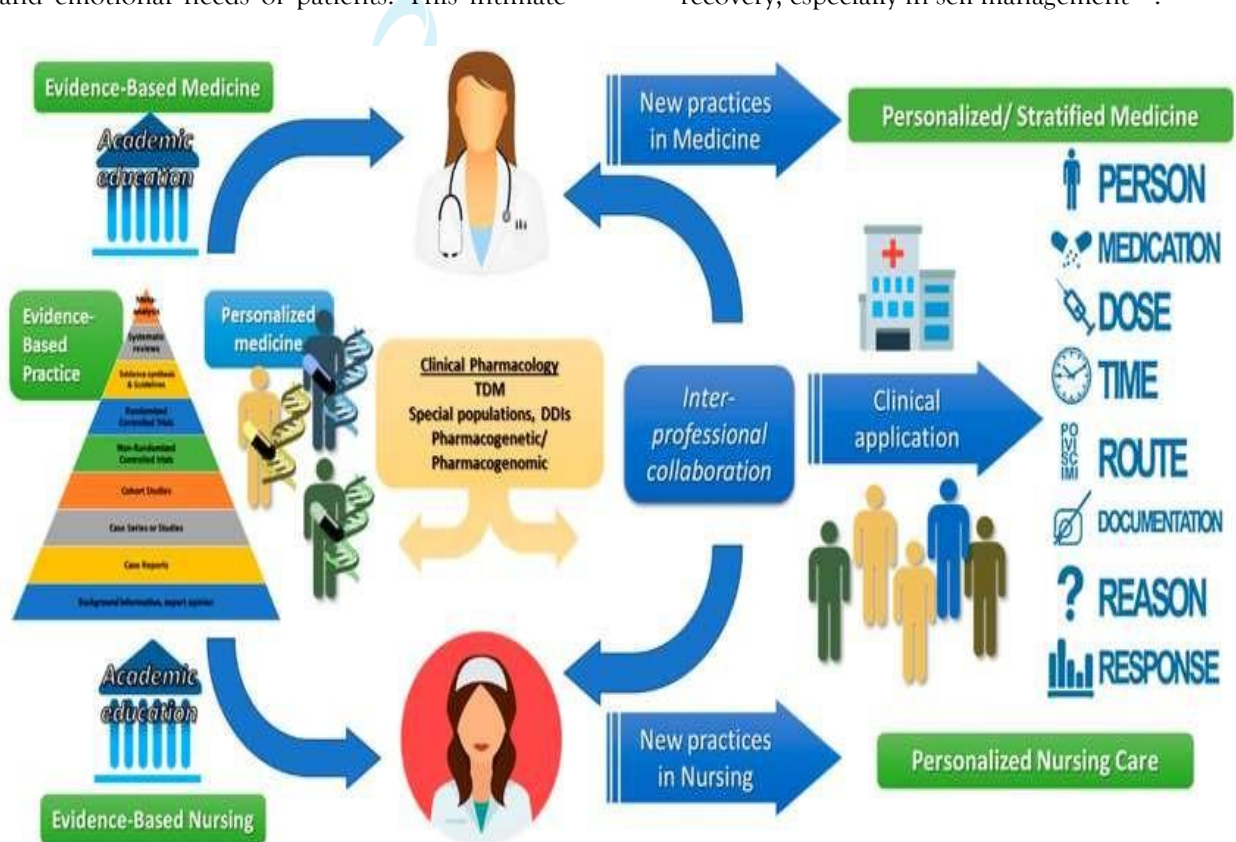 and emotional needs of patients. This intimate
recovery, especially in self management
Evidence-Based Medicine
Academic
education
New practices
in Medicine
Personalized/ Stratified Medicine
Evidence-
Based
Practice
Meta-
analysis
Systematic
reviews
Evidence synthesis
& Guidelines
Randomized
Controlled Trials
Non-Randomized
Controlled Trials
Cohort Studies
Case Series or Studies
Case Reports
Background information, expert opinion
Personalized
medicine
Clinical Pharmacology
TDM
Special populations, DDIs
Pharmacogenetic/
Pharmacogenomic
Inter-
professional
collaboration
Clinical
application
PERSON
MEDICATION
DOSE
TIME
PO
IV
SC
IM
ROUTE
DOCUMENTATION
?
REASON
RESPONSE
Academic
education
Evidence-Based Nursing
New practices
in Nursing
Personalized Nursing Care